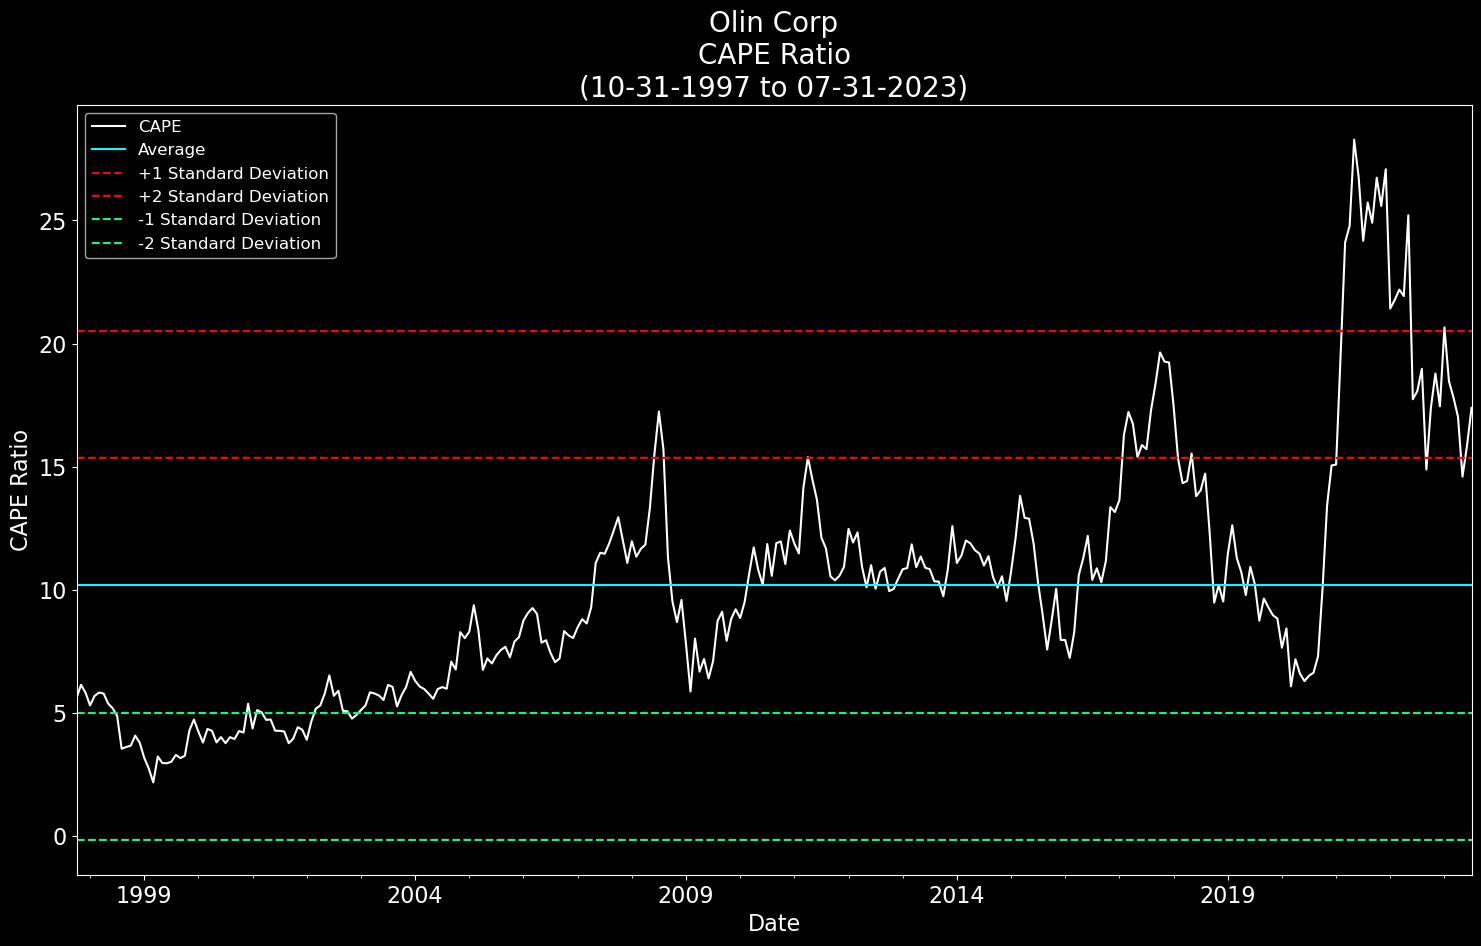 Olin Corp
CAPE Ratio
(10-31-1997 to 07-31-2023)
CAPE
Average
+1 Standard Deviation
+2 Standard Deviation
-1 Standard Deviation
-2 Standard Deviation
25
20
15
10
5
0
CAPE Ratio
1999
2004
2009
2014
2019
Date